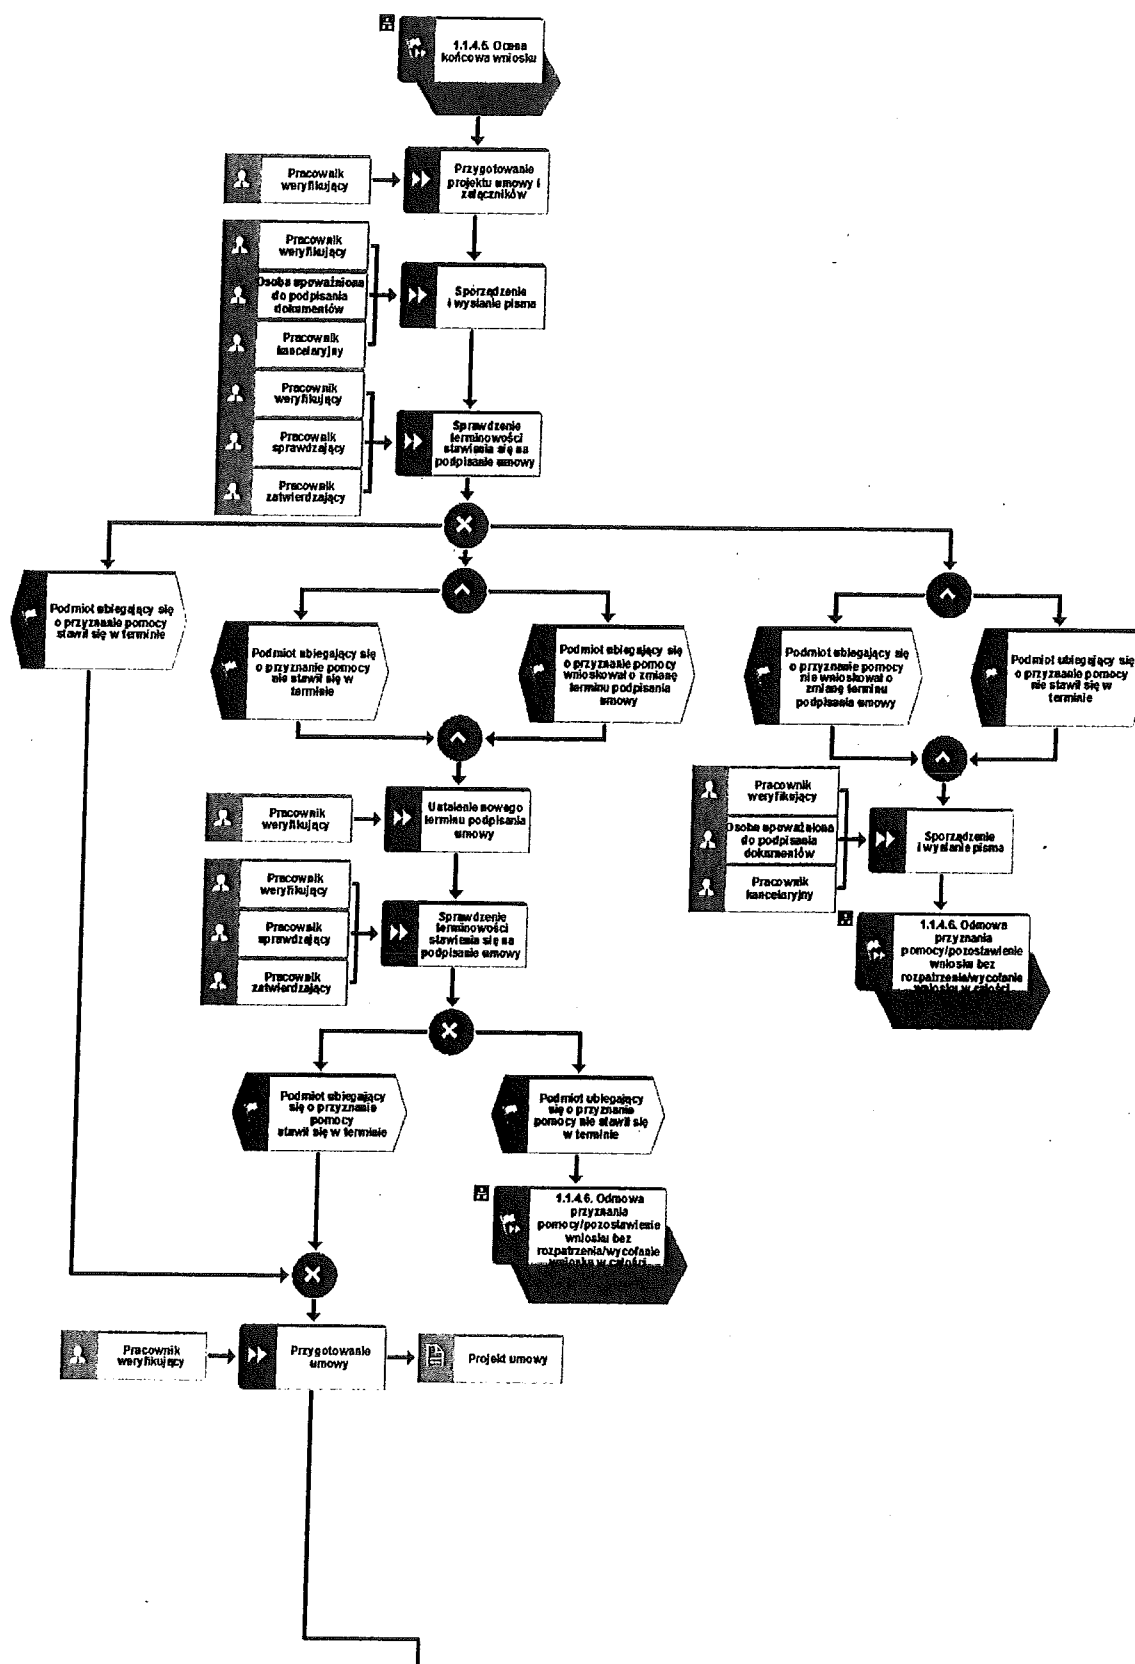 1.1.4.5. Ocena
końcowa wniosku
Pracownik
weryfikujący
Przygotowanie
projektu umowy i
załączników
Pracownik
weryfikujący
Osoba upoważniona
do podpisania
dokumentów
Pracownik
kancelaryjny
Sporządzenie
i wysłanie pisma
Pracownik
weryfikujący
Pracownik
sprawdzający
Pracownik
zatwierdzający
Sprawdzenie
terminowości
stawienia się na
podpisanie umowy
Podmiot ubiegający się
o przyznanie pomocy
stawił się w terminie
Podmiot ubiegający się
o przyznanie pomocy
nie stawił się w
terminie
Podmiot ubiegający się
o przyznanie pomocy
wnioskował o zmianę
terminu podpisania
umowy
Podmiot ubiegający się
o przyznanie pomocy
nie wnioskował o
zmianę terminu
podpisania umowy
Podmiot ubiegający się
o przyznanie pomocy
nie stawił się w
terminie
Pracownik
weryfikujący
Ustalenie nowego
terminu podpisania
umowy
Pracownik
weryfikujący
Osoba upoważniona
do podpisania
dokumentów
Pracownik
kancelaryjny
Sporządzenie
i wysłanie pisma
Pracownik
weryfikujący
Pracownik
sprawdzający
Pracownik
zatwierdzający
Sprawdzenie
terminowości
stawienia się na
podpisanie umowy
1.1.4.6. Odmowa
przyznania
pomocy/pozostawienie
wniosku bez
rozpatrzenia/wycofanie
wniosku w całości
Podmiot ubiegający
się o przyznanie
pomocy
stawił się w terminie
Podmiot ubiegający
się o przyznanie
pomocy nie stawił się
w terminie
1.1.4.6. Odmowa
przyznania
pomocy/pozostawienie
wniosku bez
rozpatrzenia/wycofanie
wniosku w całości
Pracownik
weryfikujący
Przygotowanie
umowy
Projekt umowy